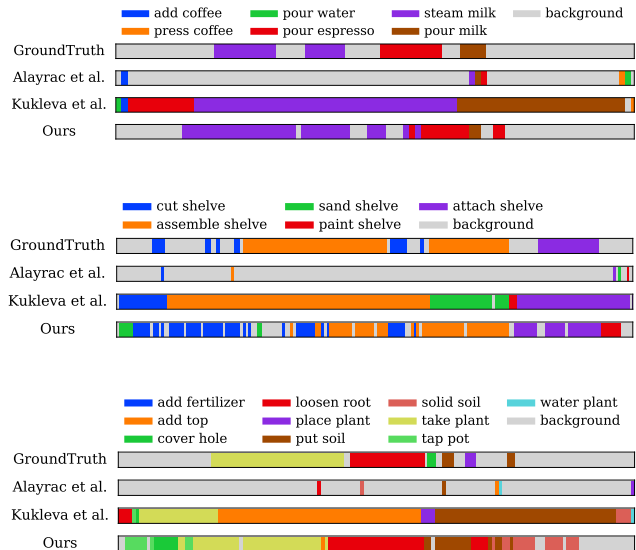 add coffee pour water steam milk background
press coffee pour espresso pour milk
GroundTruth
Alayrac et al.
Kukleva et al.
Ours
cut shelve sand shelve attach shelve
assemble shelve paint shelve background
GroundTruth
Alayrac et al.
Kukleva et al.
Ours
add fertilizer loosen root solid soil water plant
add top place plant take plant background
cover hole put soil tap pot
GroundTruth
Alayrac et al.
Kukleva et al.
Ours